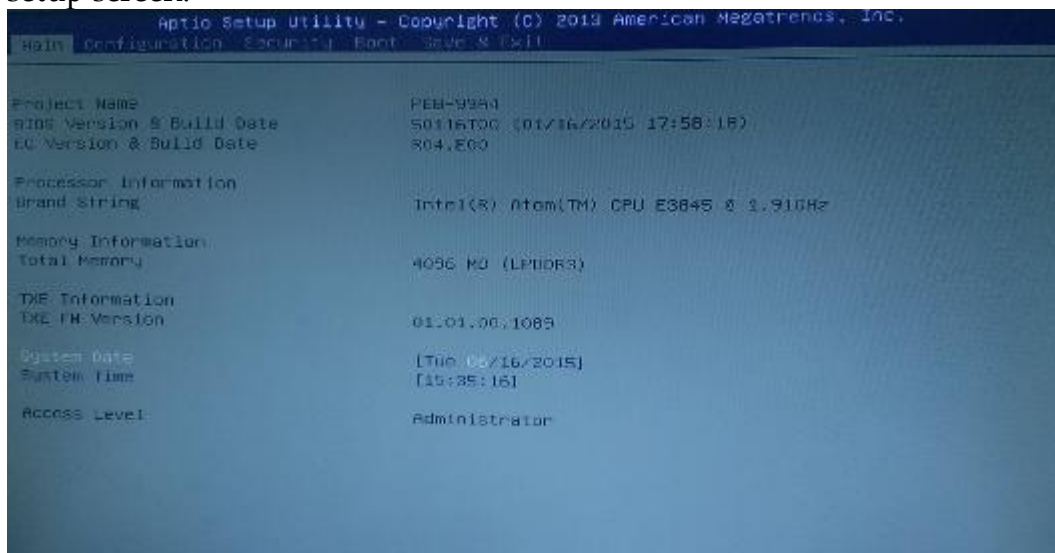 setup screen.
Aptio Setup Utility – Copyright (C) 2013 American Megatrends, Inc.
Main Configuration Security Boot Save & Exit
Project Name
BIOS Version & Build Date (01/16/2015 17:58:18)
EC Version & Build Date R04.E00
Processor Information
Brand String Intel(R) Atom(TM) CPU E3845 @ 1.91GHz
Memory Information
Total Memory 4096 MB (LPDDR3)
TXE Information
TXE FW Version 01.01.00.1089
System Date [Tue 06/16/2015]
System Time [15:35:16]
Access Level Administrator